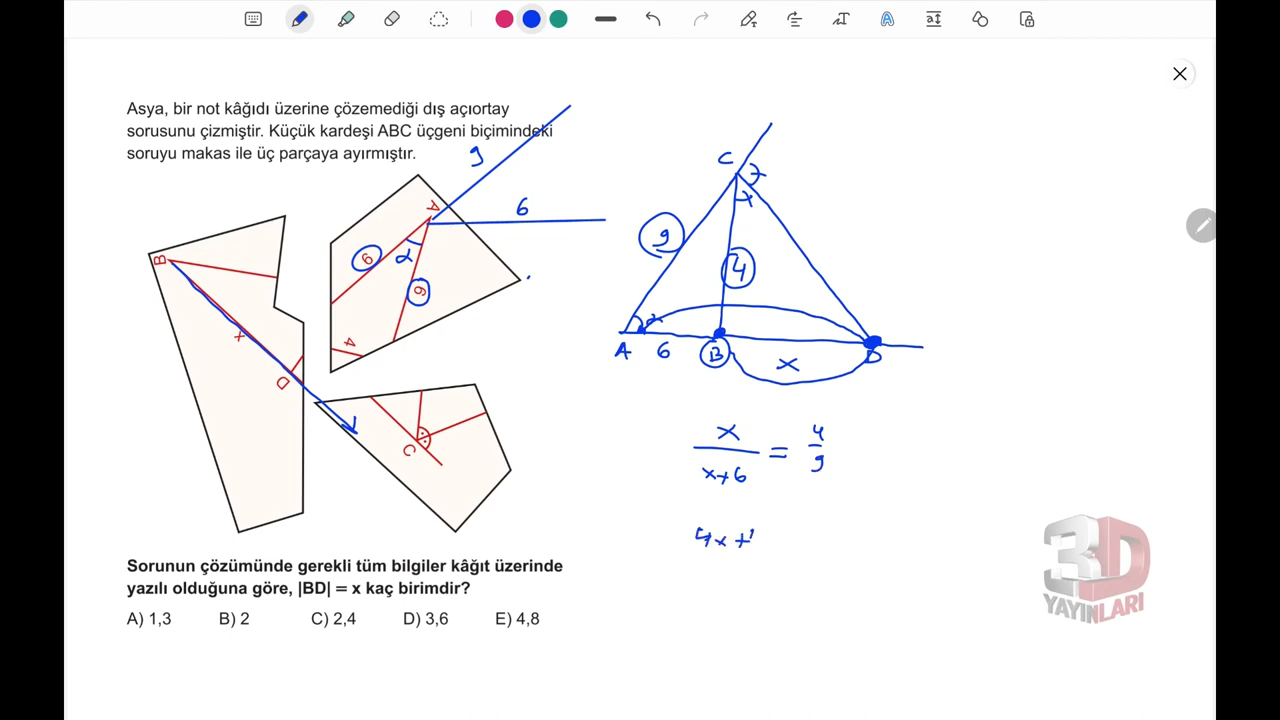 Asya, bir not kâğıdı üzerine çözemediği dış açıortay
sorusunu çizmiştir. Küçük kardeşi ABC üçgeni biçimindeki
soruyu makas ile üç parçaya ayırmıştır.
9
6
A
9
α
6
4
B
x
D
C
C
x
x
9
4
α
A
6
B
x
D
x
x+6
=
4
9
4x +
Sorunun çözümünde gerekli tüm bilgiler kâğıt üzerinde
yazılı olduğuna göre, |BD| = x kaç birimdir?
A) 1,3 B) 2 C) 2,4 D) 3,6 E) 4,8
3D
YAYINLARI